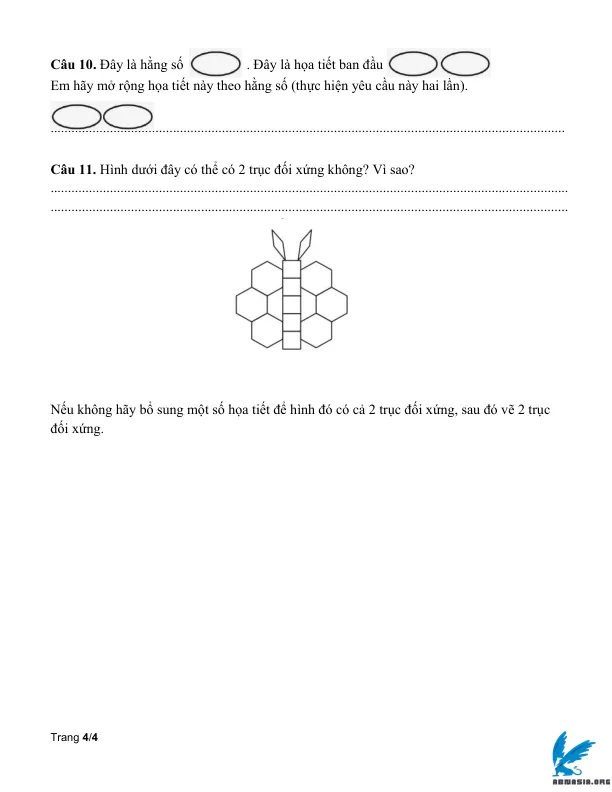 Câu 10. Đây là hằng số . Đây là họa tiết ban đầu
Em hãy mở rộng họa tiết này theo hằng số (thực hiện yêu cầu này hai lần).
....................................................................................................................................................
Câu 11. Hình dưới đây có thể có 2 trục đối xứng không? Vì sao?
....................................................................................................................................................
....................................................................................................................................................
Nếu không hãy bổ sung một số họa tiết để hình đó có cả 2 trục đối xứng, sau đó vẽ 2 trục
đối xứng.
Trang 4/4
ABNASIA.ORG